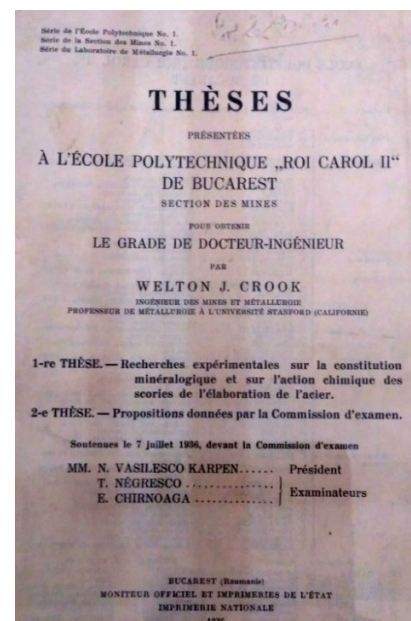 Série de l'École Polytechnique No. 1.
Série de la Section des Mines No. 1.
Série du Laboratoire de Métallurgie No. 1.
THÈSES
PRÉSENTÉES
À L'ÉCOLE POLYTECHNIQUE „ROI CAROL II“
DE BUCAREST
SECTION DES MINES
POUR OBTENIR
LE GRADE DE DOCTEUR-INGÉNIEUR
PAR
WELTON J. CROOK
INGÉNIEUR DES MINES ET MÉTALLURGIE
PROFESSEUR DE MÉTALLURGIE À L'UNIVERSITÉ STANFORD (CALIFORNIE)
1-re THÈSE. — Recherches expérimentales sur la constitution
minéralogique et sur l'action chimique des
scories de l'élaboration de l'acier.
2-e THÈSE. — Propositions données par la Commission d'examen.
Soutenues le 7 juillet 1936, devant la Commission d'examen
MM. N. VASILESCO KARPEN...... Président
T. NÉGRESCO ...............
E. CHIRNOAGA ............. Examinateurs
BUCAREST (Roumanie)
MONITEUR OFFICIEL ET IMPRIMERIES DE L'ÉTAT
IMPRIMERIE NATIONALE
1936